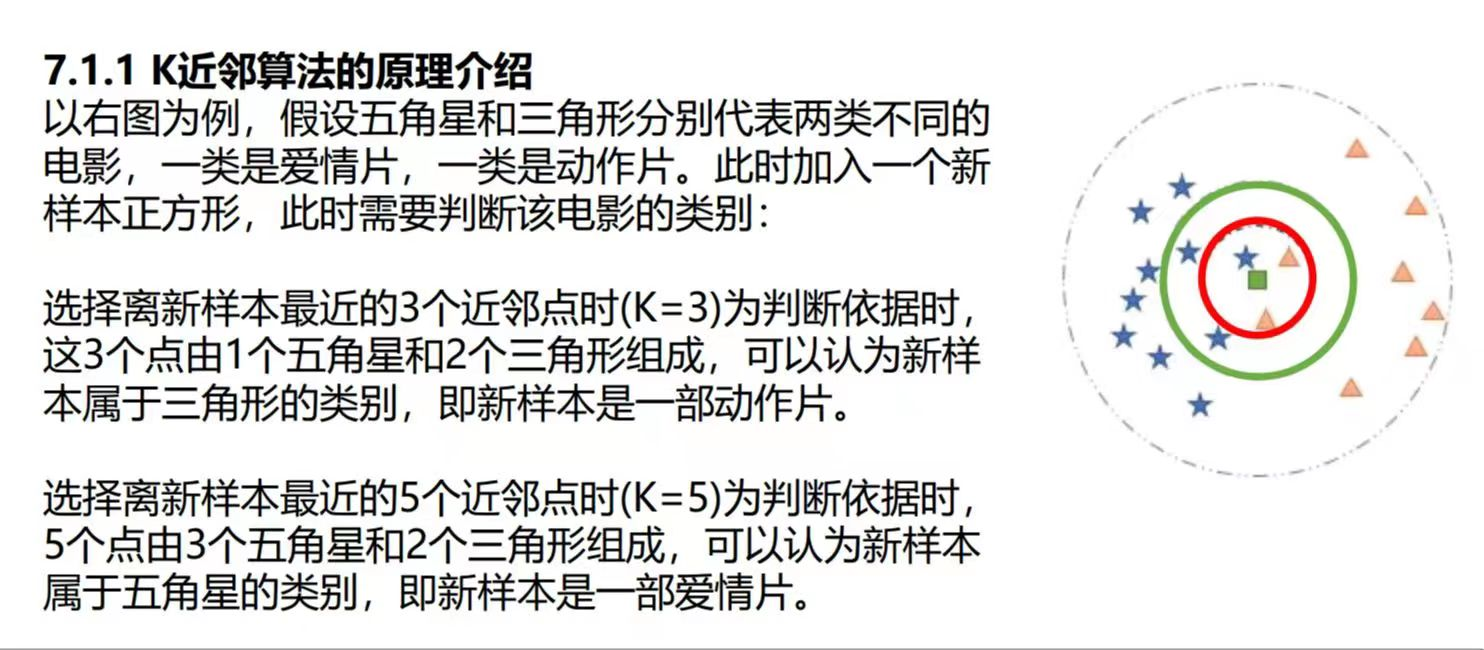 7.1.1 K近邻算法的原理介绍
以右图为例，假设五角星和三角形分别代表两类不同的
电影，一类是爱情片，一类是动作片。此时加入一个新
样本正方形，此时需要判断该电影的类别：
选择离新样本最近的3个近邻点时(K=3)为判断依据时，
这3个点由1个五角星和2个三角形组成，可以认为新样
本属于三角形的类别，即新样本是一部动作片。
选择离新样本最近的5个近邻点时(K=5)为判断依据时，
5个点由3个五角星和2个三角形组成，可以认为新样本
属于五角星的类别，即新样本是一部爱情片。